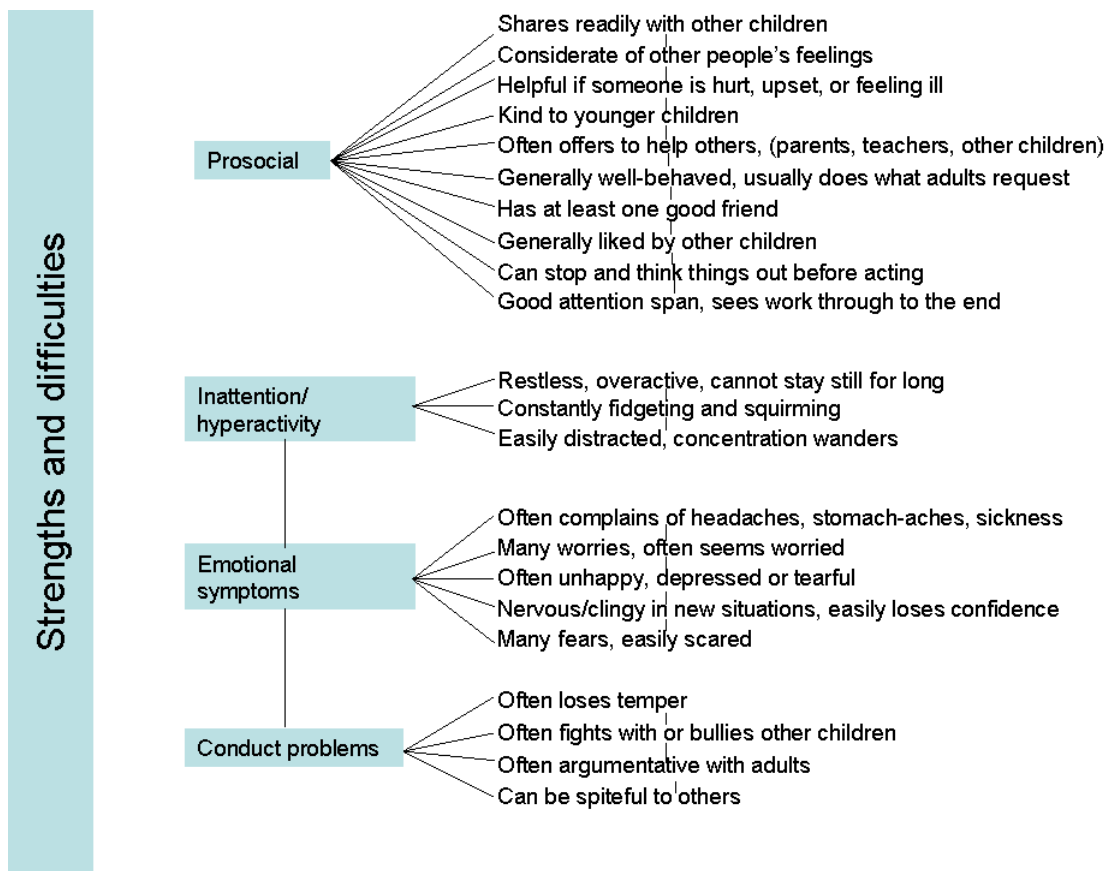 Strengths and difficulties
Prosocial
Shares readily with other children
Considerate of other people's feelings
Helpful if someone is hurt, upset, or feeling ill
Kind to younger children
Often offers to help others, (parents, teachers, other children)
Generally well-behaved, usually does what adults request
Has at least one good friend
Generally liked by other children
Can stop and think things out before acting
Good attention span, sees work through to the end
Inattention/
hyperactivity
Restless, overactive, cannot stay still for long
Constantly fidgeting and squirming
Easily distracted, concentration wanders
Emotional
symptoms
Often complains of headaches, stomach-aches, sickness
Many worries, often seems worried
Often unhappy, depressed or tearful
Nervous/clingy in new situations, easily loses confidence
Many fears, easily scared
Conduct problems
Often loses temper
Often fights with or bullies other children
Often argumentative with adults
Can be spiteful to others